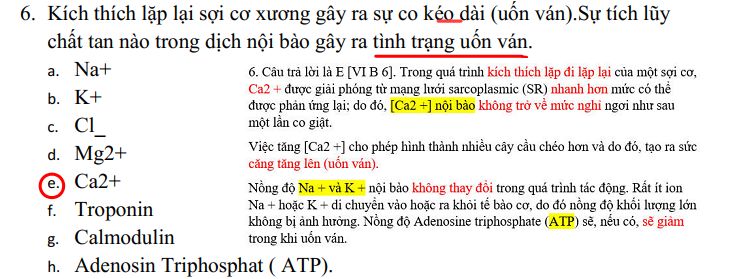 6. Kích thích lặp lại sợi cơ xương gây ra sự co kéo dài (uốn ván).Sự tích lũy
chất tan nào trong dịch nội bào gây ra tình trạng uốn ván.
a. Na+
b. K+
c. Cl_
d. Mg2+
e. Ca2+
f. Troponin
g. Calmodulin
h. Adenosin Triphosphat ( ATP).
6. Câu trả lời là E [VI B 6]. Trong quá trình kích thích lặp đi lặp lại của một sợi cơ,
Ca2 + được giải phóng từ mạng lưới sarcoplasmic (SR) nhanh hơn mức có thể
được phản ứng lại; do đó, [Ca2 +] nội bào không trở về mức nghỉ ngơi như sau
một lần co giật.
Việc tăng [Ca2 +] cho phép hình thành nhiều cây cầu chéo hơn và do đó, tạo ra sức
căng tăng lên (uốn ván).
Nồng độ Na + và K + nội bào không thay đổi trong quá trình tác động. Rất ít ion
Na + hoặc K + di chuyển vào hoặc ra khỏi tế bào cơ, do đó nồng độ khối lượng lớn
không bị ảnh hưởng. Nồng độ Adenosine triphosphate (ATP) sẽ, nếu có, sẽ giảm
trong khi uốn ván.